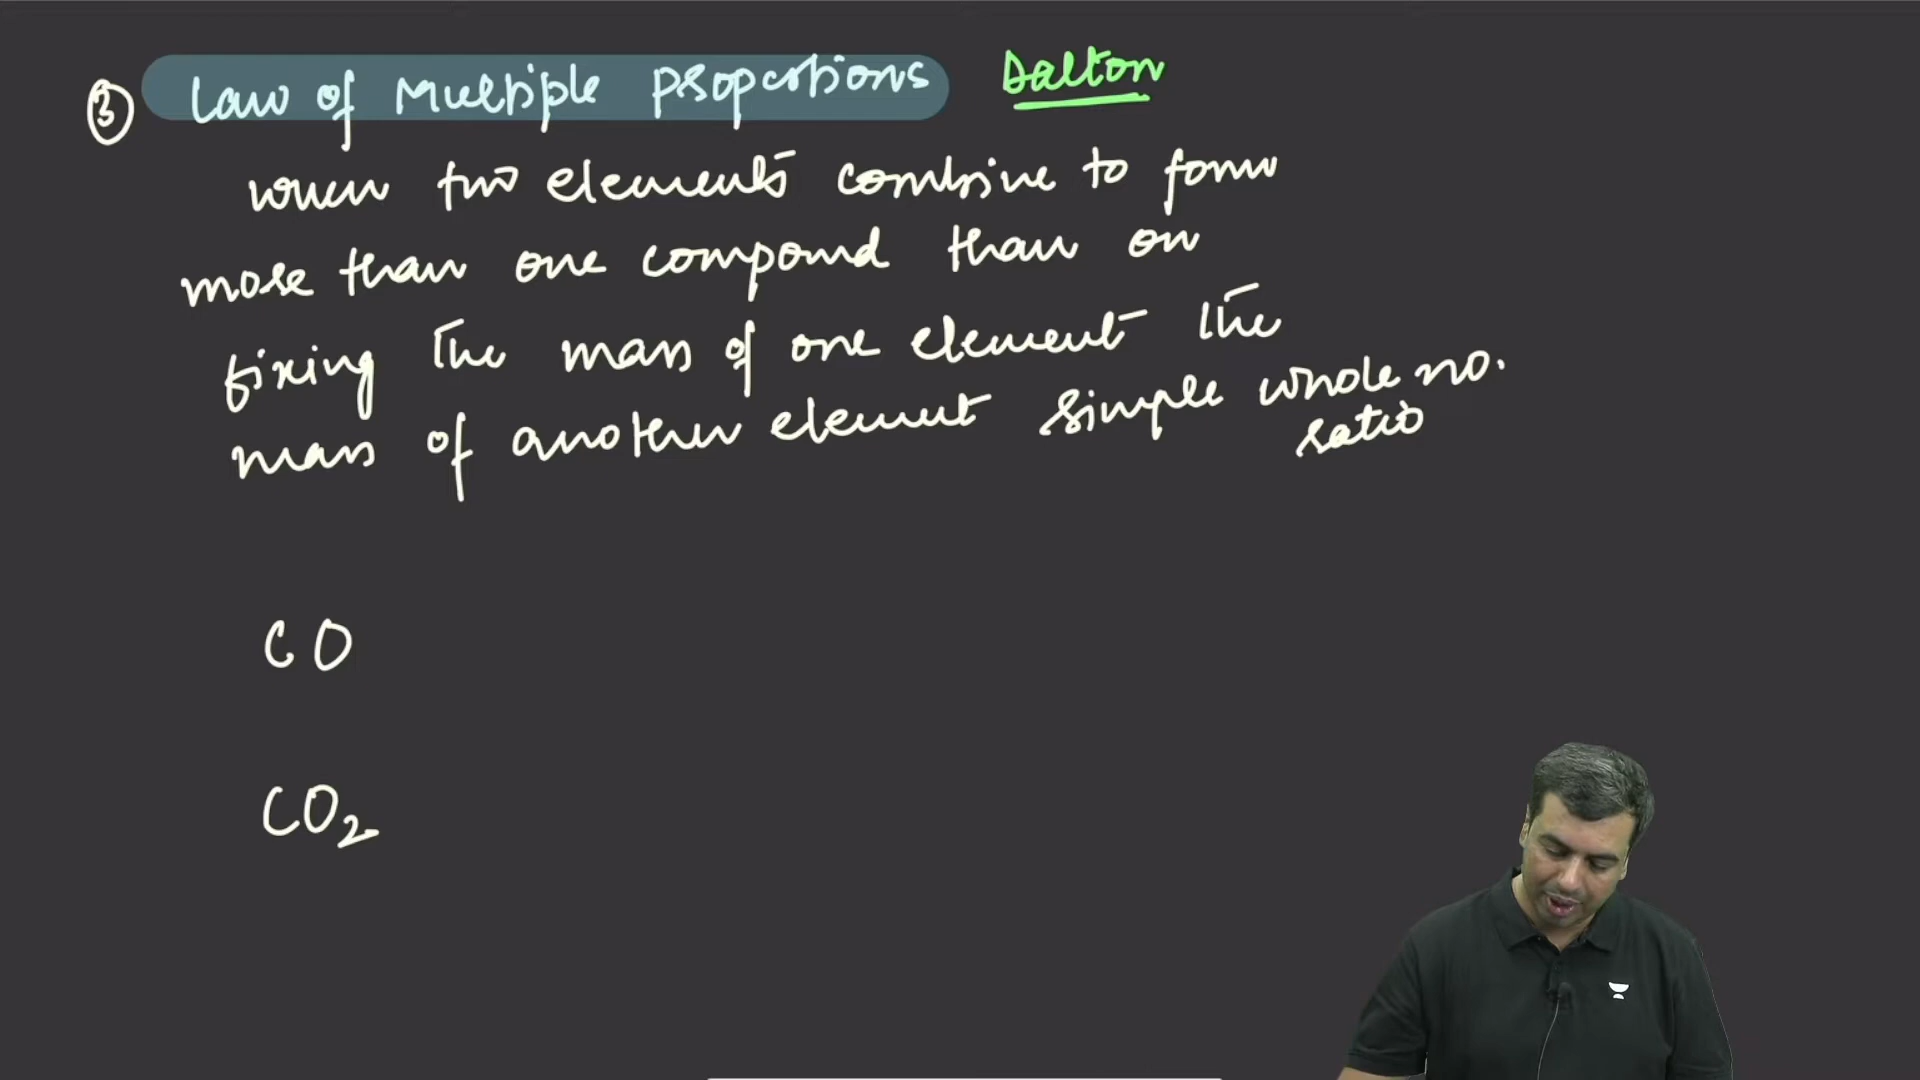 ③ Law of Multiple proportions Dalton
when two elements combine to form
more than one compound than on
fixing the mass of one element the
mass of another element simple whole no.
ratio
CO
CO₂